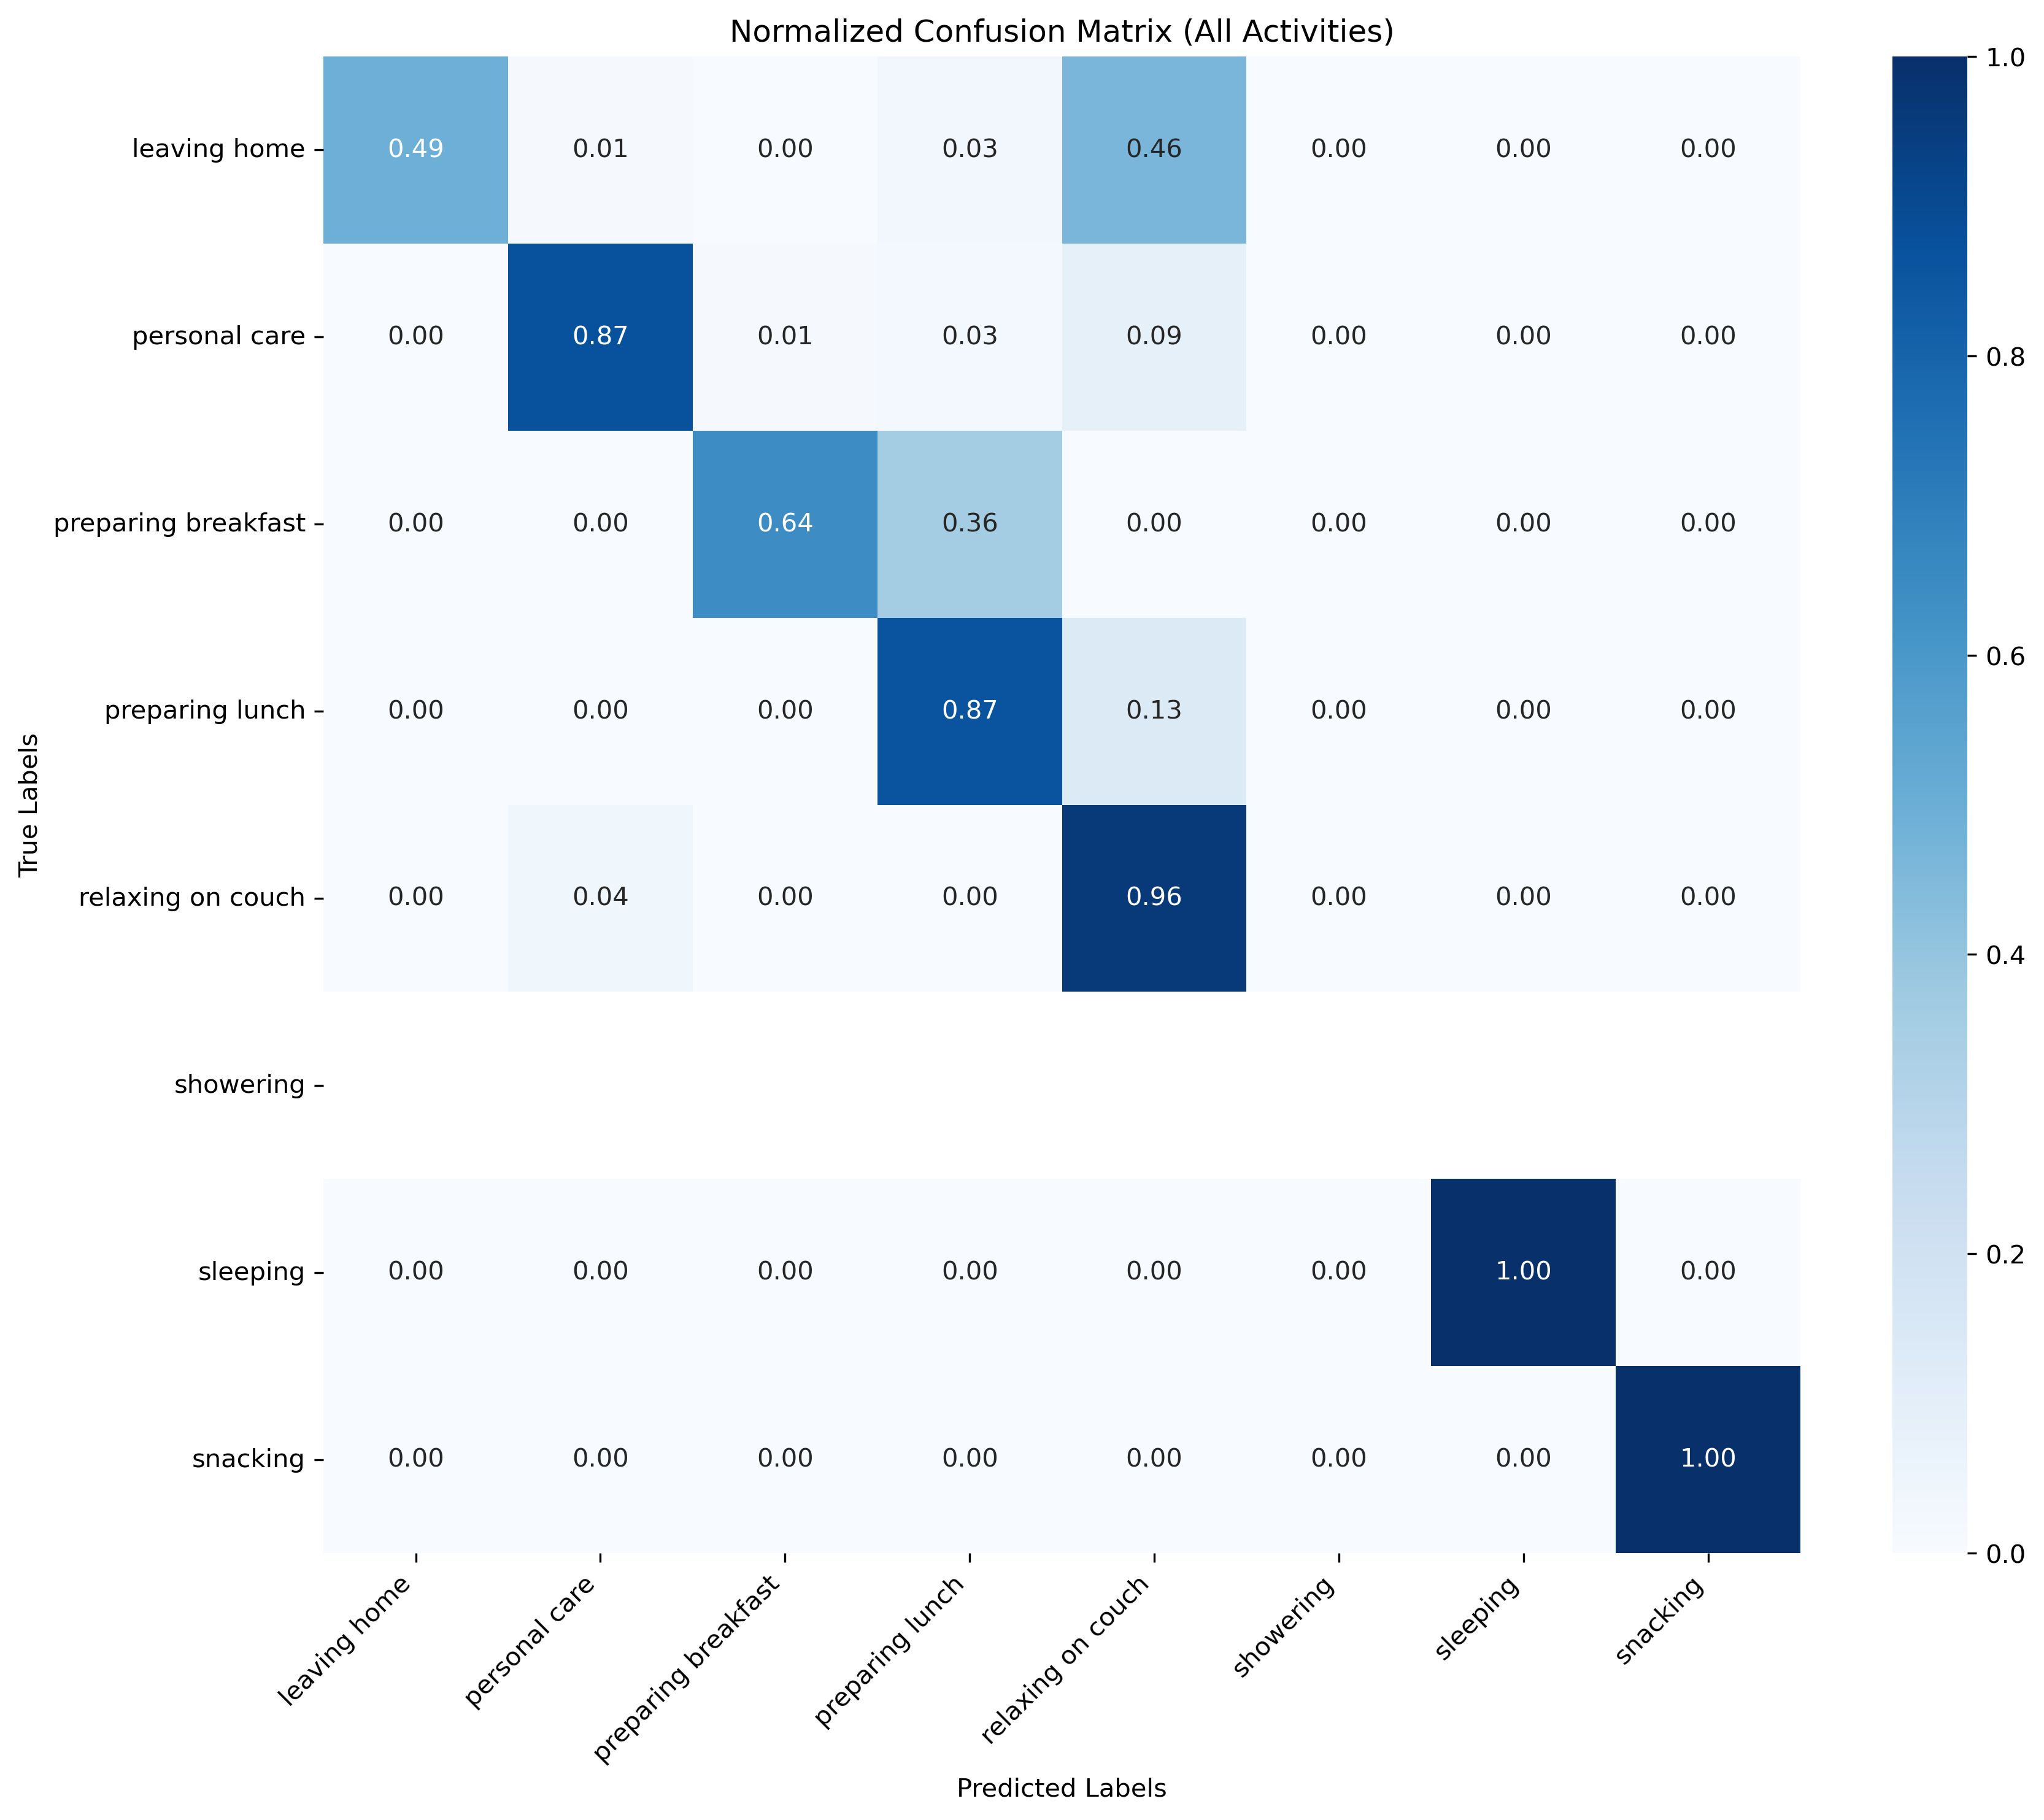 Normalized Confusion Matrix (All Activities)
leaving home 0.49 0.01 0.00 0.03 0.46 0.00 0.00 0.00
personal care 0.00 0.87 0.01 0.03 0.09 0.00 0.00 0.00
preparing breakfast 0.00 0.00 0.64 0.36 0.00 0.00 0.00 0.00
preparing lunch 0.00 0.00 0.00 0.87 0.13 0.00 0.00 0.00
relaxing on couch 0.00 0.04 0.00 0.00 0.96 0.00 0.00 0.00
showering
sleeping 0.00 0.00 0.00 0.00 0.00 0.00 1.00 0.00
snacking 0.00 0.00 0.00 0.00 0.00 0.00 0.00 1.00
True Labels
leaving home
personal care
preparing breakfast
preparing lunch
relaxing on couch
showering
sleeping
snacking
Predicted Labels
1.0
0.8
0.6
0.4
0.2
0.0